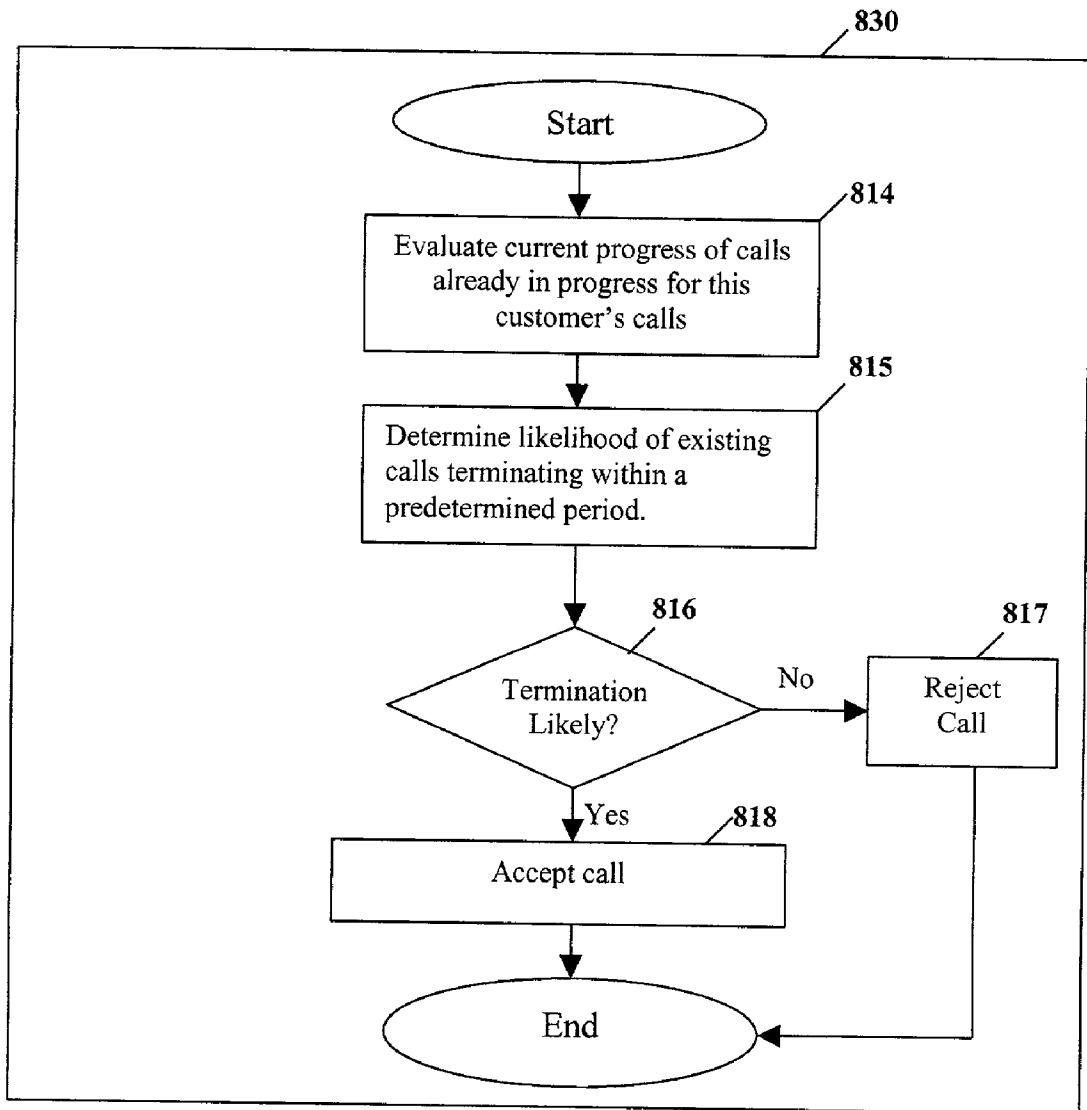 830
Start
814
Evaluate current progress of calls
already in progress for this
customer's calls
815
Determine likelihood of existing
calls terminating within a
predetermined period.
816
Termination
Likely?
No
817
Reject
Call
Yes
818
Accept call
End